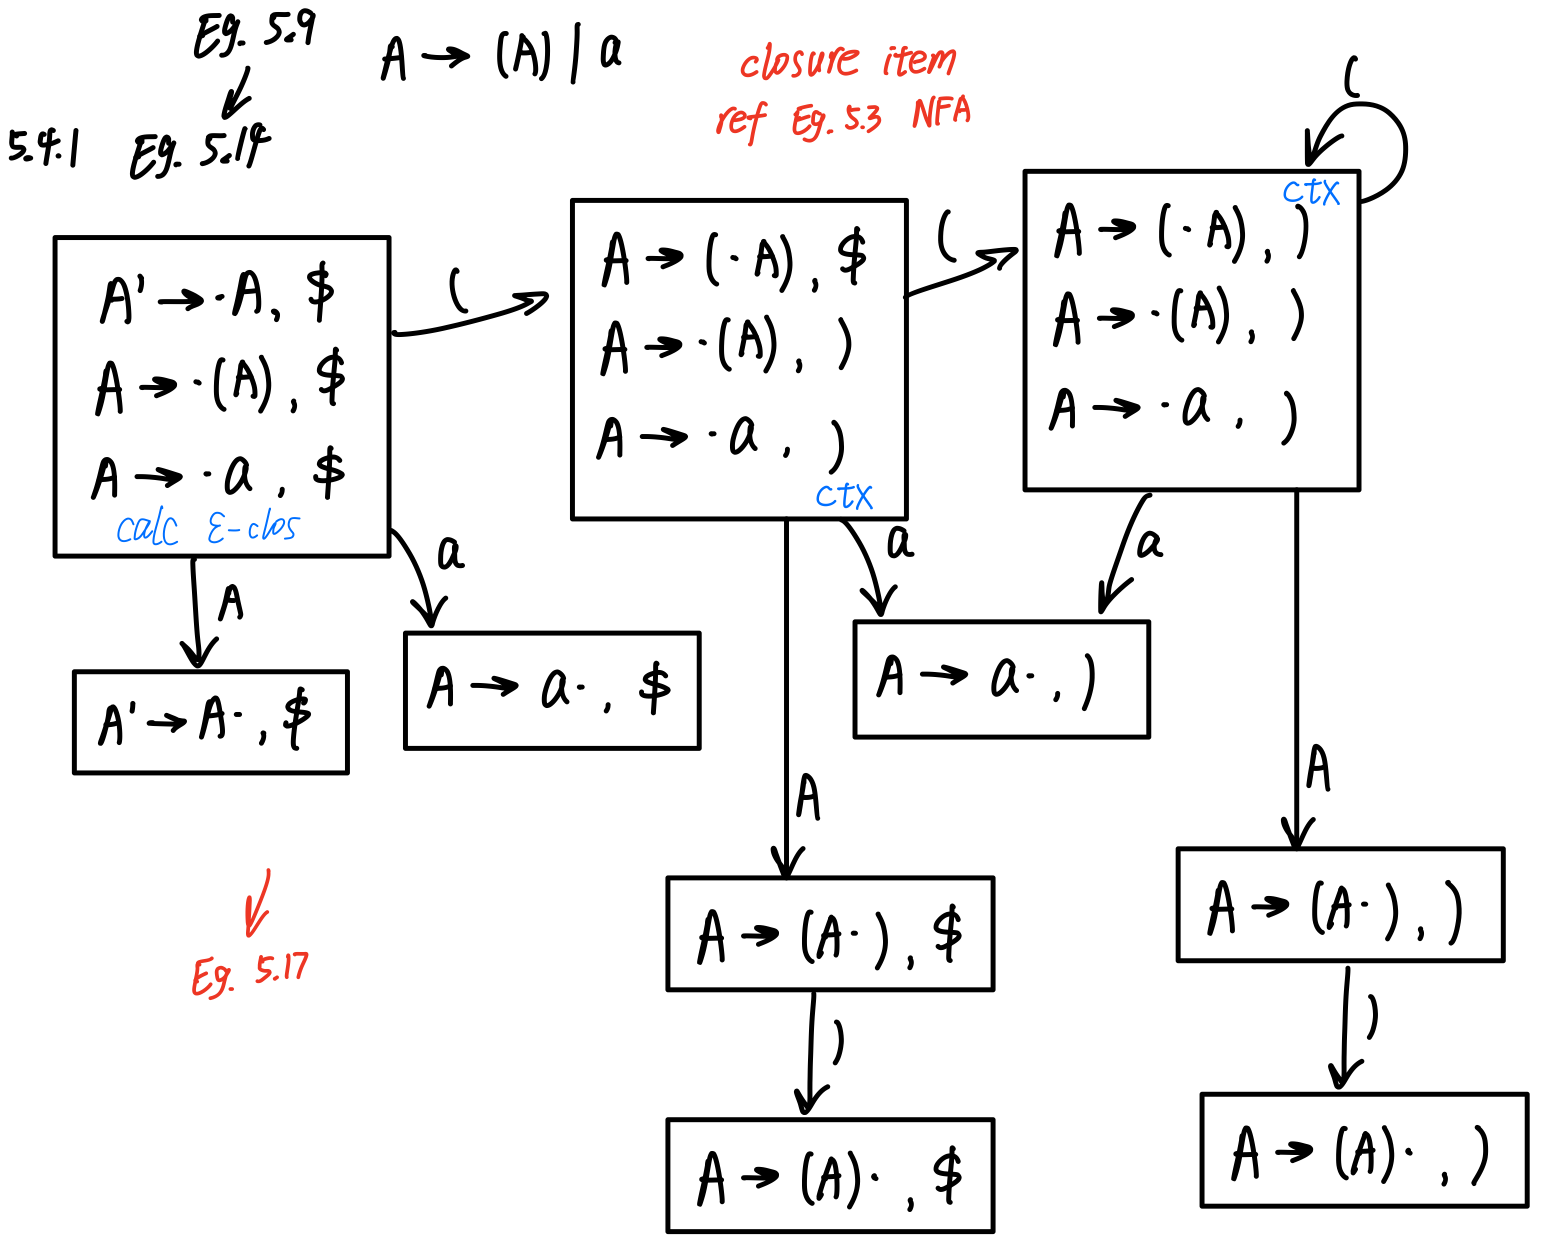 Eg. 5.9
A → (A) | a
closure item
ref Eg. 5.3 NFA
5.4.1 Eg. 5.14
A' → ·A, $
A → ·(A), $
A → ·a, $
calc ε-clos
(
A → (·A), $
A → ·(A), )
A → ·a, )
ctx
(
(
ctx
A → (·A), )
A → ·(A), )
A → ·a, )
A
a
a
a
A' → A·, $
A → a·, $
A → a·, )
A
A
A → (A·), $
A → (A·), )
Eg. 5.17
)
)
A → (A)·, $
A → (A)·, )